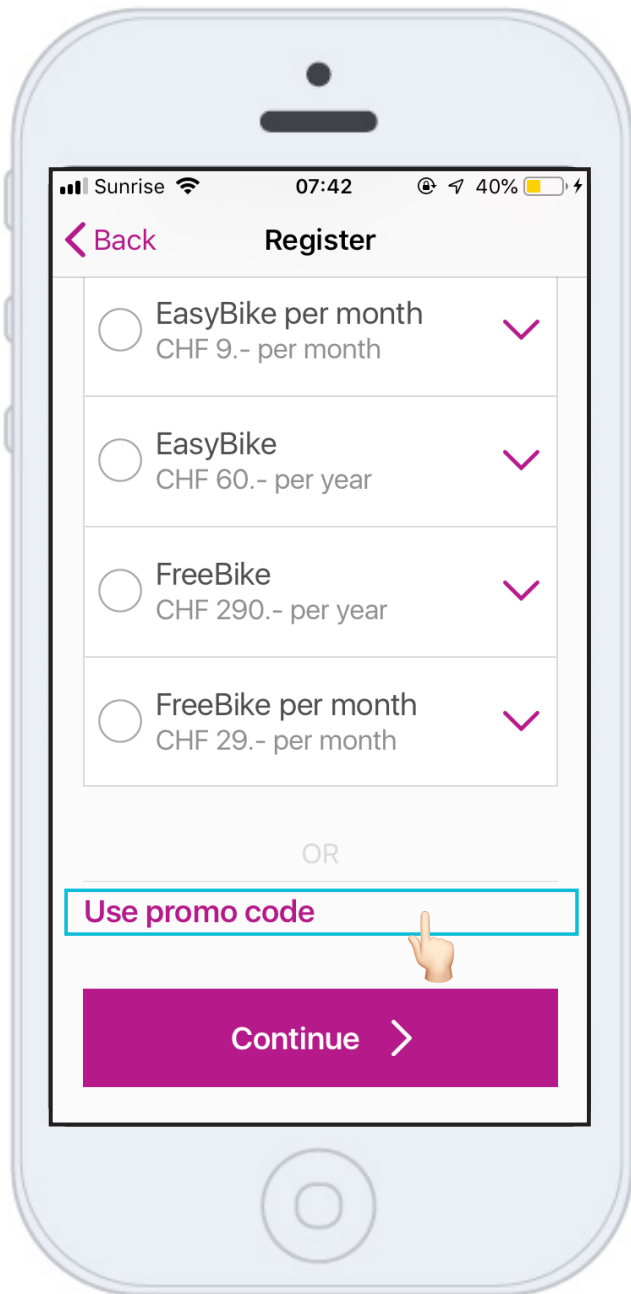 Sunrise 07:42 40%
Back Register
EasyBike per month
CHF 9.- per month
EasyBike
CHF 60.- per year
FreeBike
CHF 290.- per year
FreeBike per month
CHF 29.- per month
OR
Use promo code
Continue